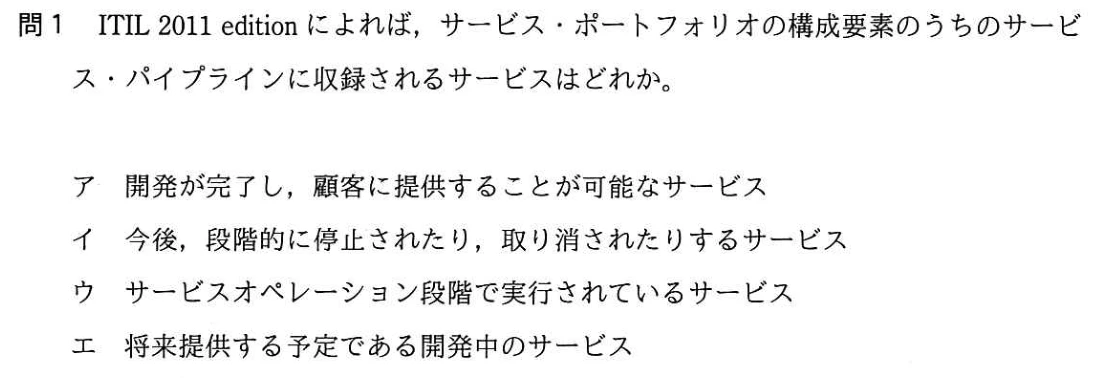 問1 ITIL 2011 edition によれば，サービス・ポートフォリオの構成要素のうちのサービ
ス・パイプラインに収録されるサービスはどれか。
ア 開発が完了し，顧客に提供することが可能なサービス
イ 今後，段階的に停止されたり，取り消されたりするサービス
ウ サービスオペレーション段階で実行されているサービス
エ 将来提供する予定である開発中のサービス